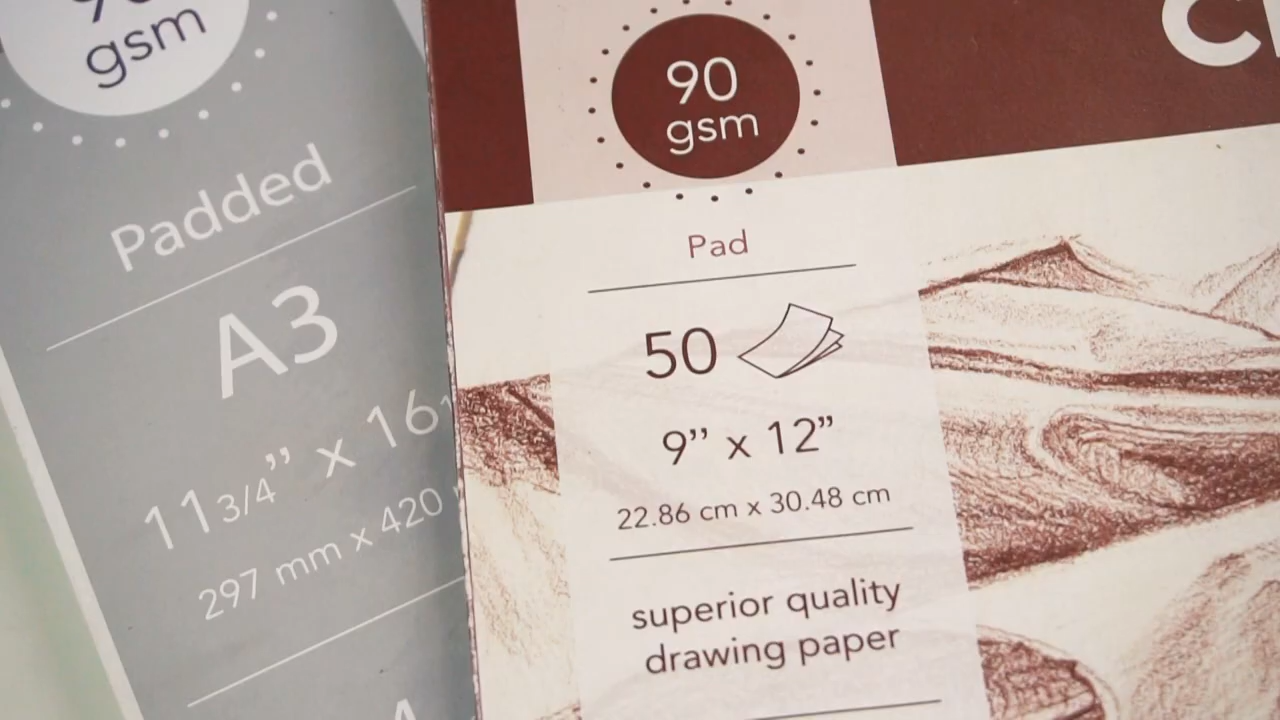 gsm
Padded
A3
11 3/4” x 16
297 mm x 420
90
gsm
Pad
50
9” x 12”
22.86 cm x 30.48 cm
superior quality
drawing paper